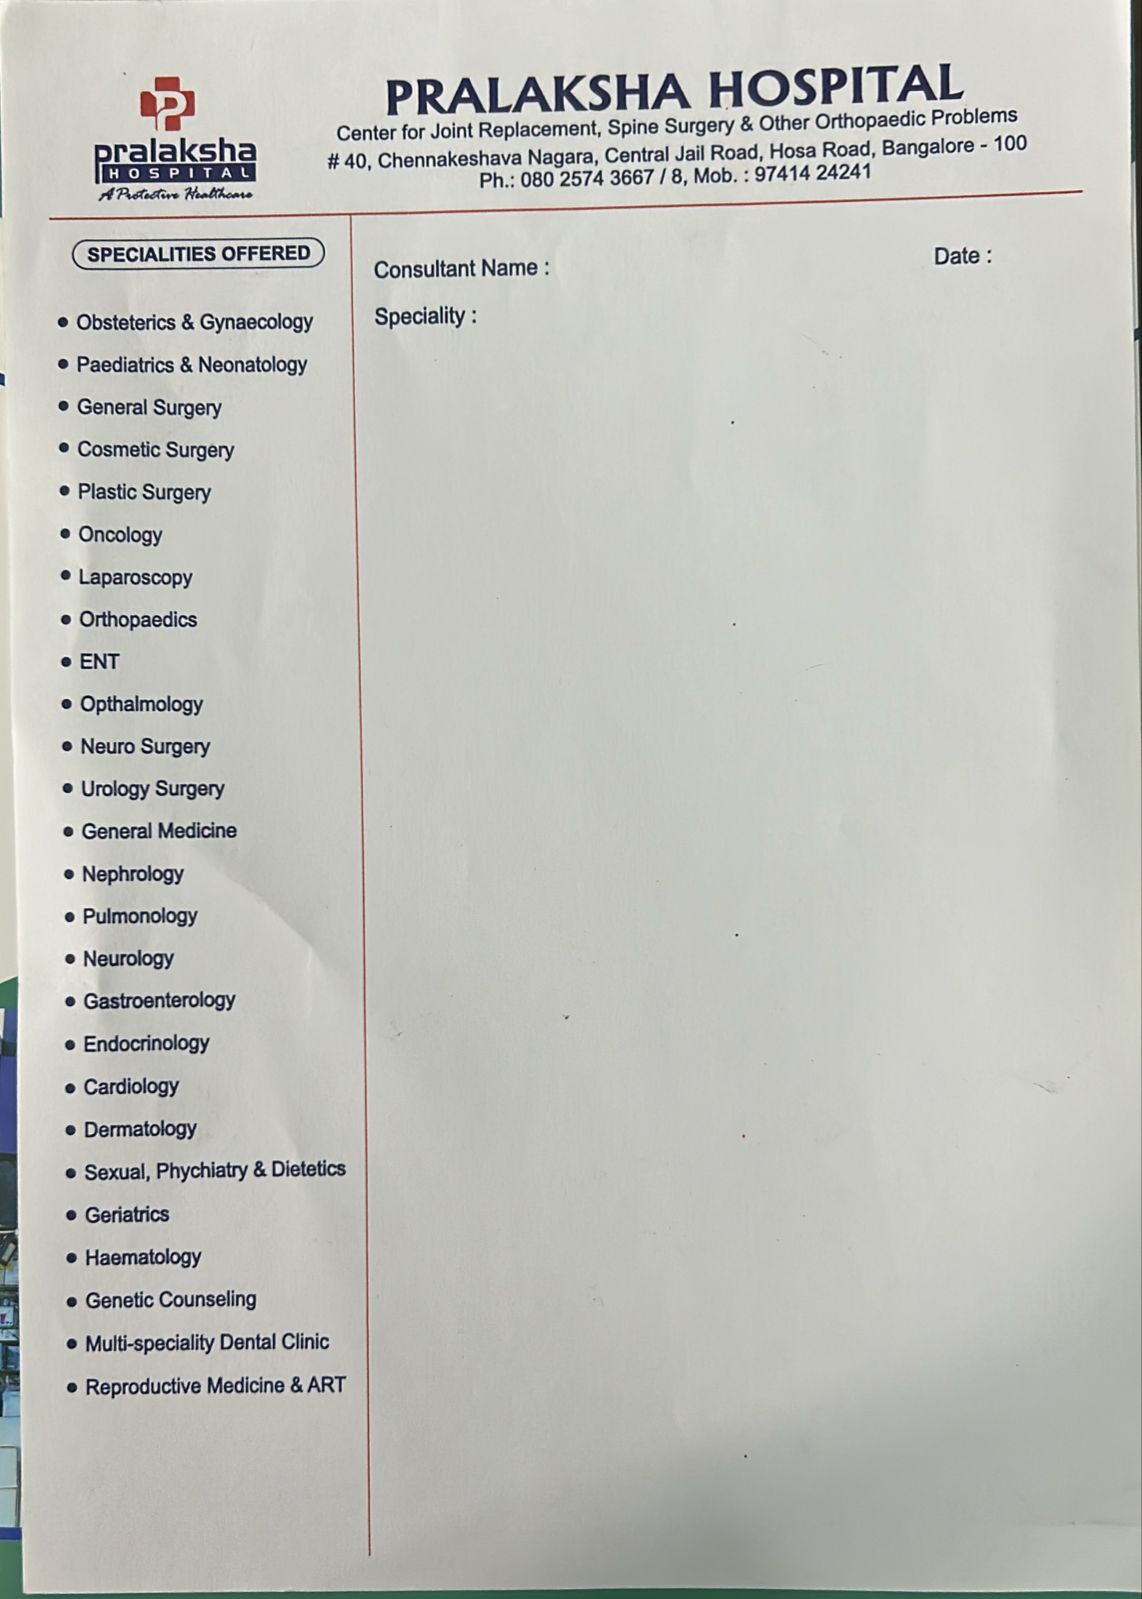 PRALAKSHA HOSPITAL
Center for Joint Replacement, Spine Surgery & Other Orthopaedic Problems
# 40, Chennakeshava Nagara, Central Jail Road, Hosa Road, Bangalore - 100
Ph.: 080 2574 3667 / 8, Mob. : 97414 24241
P
pralaksha
HOSPITAL
A Protective Healthcare
SPECIALITIES OFFERED
• Obsteterics & Gynaecology
• Paediatrics & Neonatology
• General Surgery
• Cosmetic Surgery
• Plastic Surgery
• Oncology
• Laparoscopy
• Orthopaedics
• ENT
• Opthalmology
• Neuro Surgery
• Urology Surgery
• General Medicine
• Nephrology
• Pulmonology
• Neurology
• Gastroenterology
• Endocrinology
• Cardiology
• Dermatology
• Sexual, Phychiatry & Dietetics
• Geriatrics
• Haematology
• Genetic Counseling
• Multi-speciality Dental Clinic
• Reproductive Medicine & ART
Consultant Name :
Date :
Speciality :